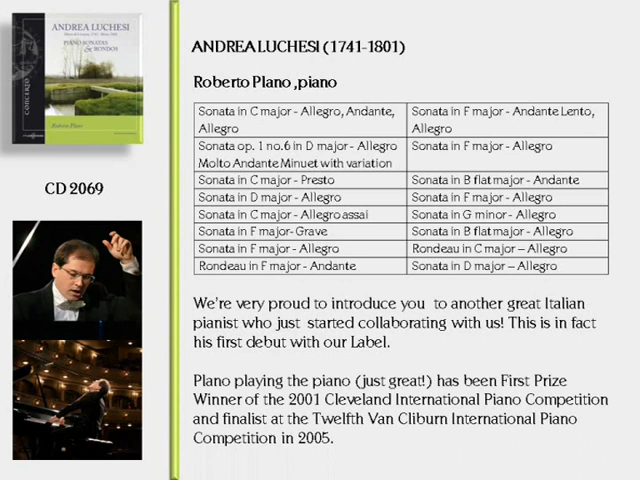 ANDREA LUCHESI
PIANO SONATAS
& RONDOS
CONCERTO
Roberto Plano
CD 2069
ANDREA LUCHESI (1741-1801)
Roberto Plano ,piano
Sonata in C major - Allegro, Andante, Allegro
Sonata in F major - Andante Lento, Allegro
Sonata op. 1 no.6 in D major - Allegro Molto Andante Minuet with variation
Sonata in F major - Allegro
Sonata in C major - Presto
Sonata in B flat major - Andante
Sonata in D major - Allegro
Sonata in F major - Allegro
Sonata in C major - Allegro assai
Sonata in G minor - Allegro
Sonata in F major- Grave
Sonata in B flat major - Allegro
Sonata in F major - Allegro
Rondeau in C major – Allegro
Rondeau in F major - Andante
Sonata in D major – Allegro
We're very proud to introduce you to another great Italian
pianist who just started collaborating with us! This is in fact
his first debut with our Label.
Plano playing the piano (just great!) has been First Prize
Winner of the 2001 Cleveland International Piano Competition
and finalist at the Twelfth Van Cliburn International Piano
Competition in 2005.